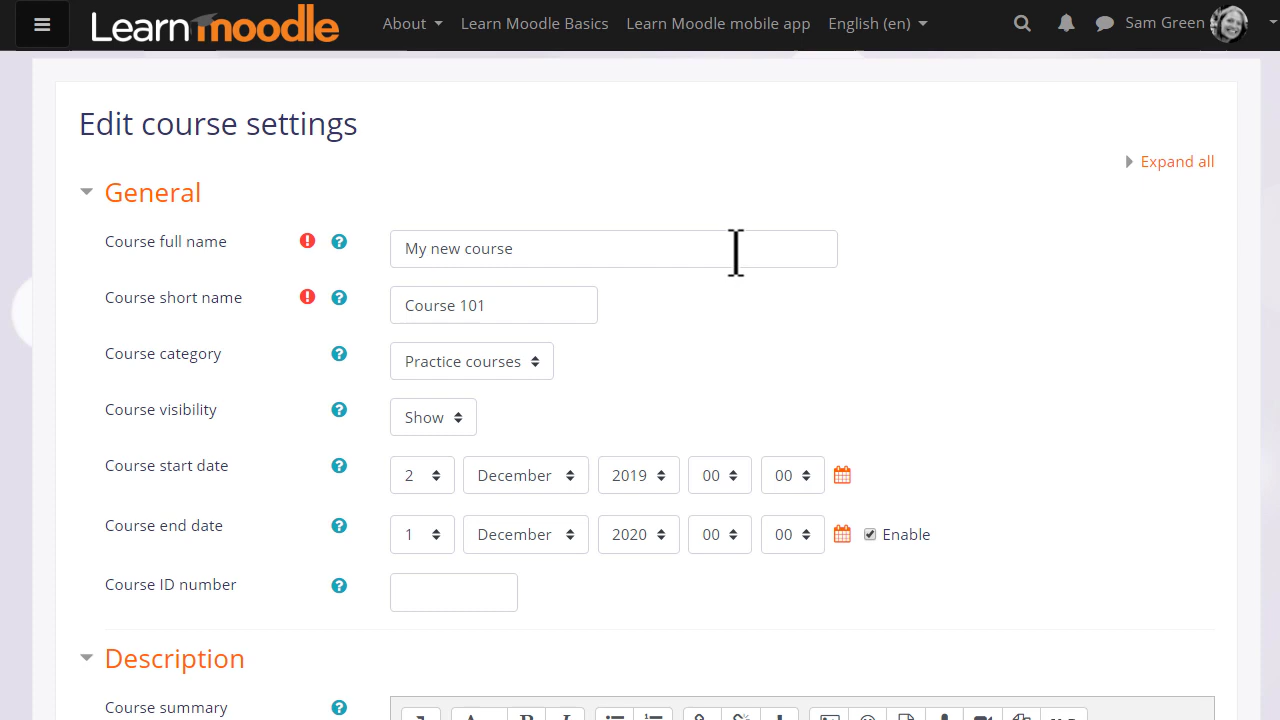 Learn moodle About Learn Moodle Basics Learn Moodle mobile app English (en) Sam Green
Edit course settings
Expand all
General
Course full name ! ? My new course
Course short name ! ? Course 101
Course category ? Practice courses
Course visibility ? Show
Course start date ? 2 December 2019 00 00
Course end date ? 1 December 2020 00 00 Enable
Course ID number ?
Description
Course summary ?